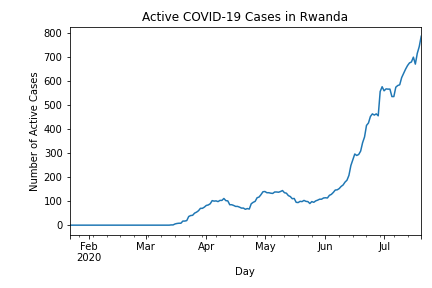 Active COVID-19 Cases in Rwanda
800
700
600
500
400
300
200
100
0
Number of Active Cases
Feb Mar Apr May Jun Jul
2020
Day